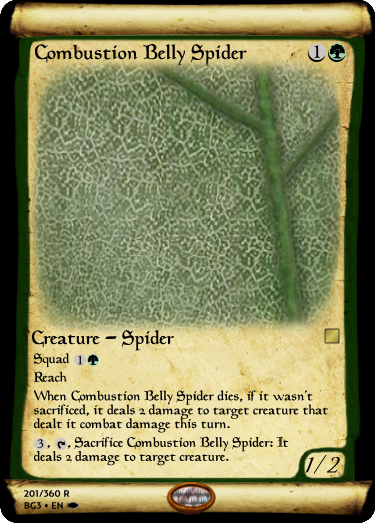 Combustion Belly Spider 1
Creature – Spider
Squad 1
Reach
When Combustion Belly Spider dies, if it wasn't
sacrificed, it deals 2 damage to target creature that
dealt it combat damage this turn.
3, , Sacrifice Combustion Belly Spider: It
deals 2 damage to target creature.
1/2
201/360 R
BG3 • EN